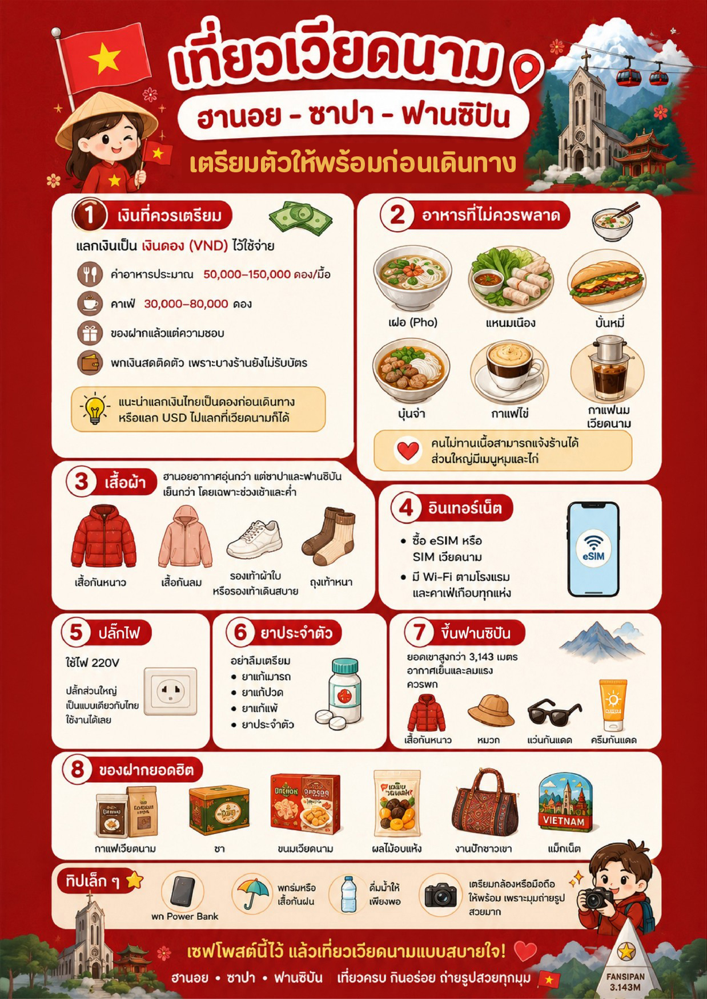 เที่ยวเวียดนาม
ฮานอย - ซาปา - ฟานซิปัน
เตรียมตัวให้พร้อมก่อนเดินทาง
1 เงินที่ควรเตรียม
แลกเงินเป็น เงินดอง (VND) ไว้ใช้จ่าย
ค่าอาหารประมาณ 50,000–150,000 ดอง/มื้อ
คาเฟ่ 30,000–80,000 ดอง
ของฝากแล้วแต่ความชอบ
พกเงินสดติดตัว เพราะบางร้านยังไม่รับบัตร
แนะนำแลกเงินไทยเป็นดองก่อนเดินทาง
หรือแลก USD ไปแลกที่เวียดนามก็ได้
2 อาหารที่ไม่ควรพลาด
เฝอ (Pho)
แหนมเนือง
บั๋นหมี่
บุ๋นจ่า
กาแฟไข่
กาแฟนม
เวียดนาม
คนไม่ทานเนื้อสามารถแจ้งร้านได้
ส่วนใหญ่มีเมนูหมูและไก่
3 เสื้อผ้า
ฮานอยอากาศอุ่นกว่า แต่ซาปาและฟานซิปัน
เย็นกว่า โดยเฉพาะช่วงเช้าและค่ำ
เสื้อกันหนาว
เสื้อกันลม
รองเท้าผ้าใบ
หรือรองเท้าเดินสบาย
ถุงเท้าหนา
4 อินเทอร์เน็ต
• ซื้อ eSIM หรือ
SIM เวียดนาม
• มี Wi-Fi ตามโรงแรม
และคาเฟ่เกือบทุกแห่ง
eSIM
5 ปลั๊กไฟ
ใช้ไฟ 220V
ปลั๊กส่วนใหญ่
เป็นแบบเดียวกับไทย
ใช้งานได้เลย
6 ยาประจำตัว
อย่าลืมเตรียม
• ยาแก้เมารถ
• ยาแก้ปวด
• ยาแก้แพ้
• ยาประจำตัว
7 ขึ้นฟานซิปัน
ยอดเขาสูงกว่า 3,143 เมตร
อากาศเย็นและลมแรง
ควรพก
เสื้อกันหนาว
หมวก
แว่นกันแดด
ครีมกันแดด
8 ของฝากยอดฮิต
กาแฟเวียดนาม
ชา
ขนมเวียดนาม
ผลไม้อบแห้ง
งานปักชาวเขา
VIETNAM
แม็กเน็ต
ทิปเล็ก ๆ
พก Power Bank
พกร่มหรือ
เสื้อกันฝน
ดื่มน้ำให้
เพียงพอ
เตรียมกล้องหรือมือถือ
ให้พร้อม เพราะมุมถ่ายรูป
สวยมาก
เซฟโพสต์นี้ไว้ แล้วเที่ยวเวียดนามแบบสบายใจ!
ฮานอย • ซาปา • ฟานซิปัน เที่ยวครบ กินอร่อย ถ่ายรูปสวยทุกมุม
FANSIPAN
3.143M